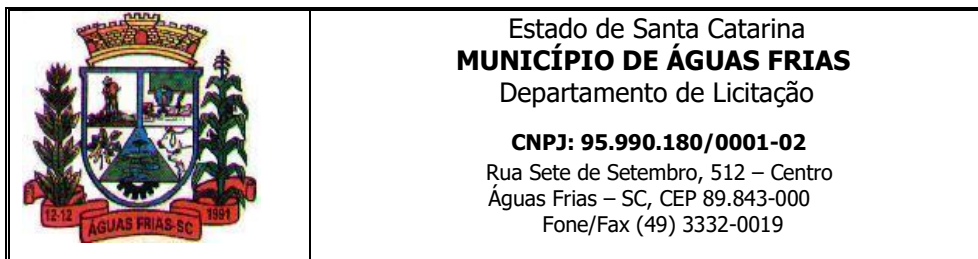 Estado de Santa Catarina
MUNICÍPIO DE ÁGUAS FRIAS
Departamento de Licitação
CNPJ: 95.990.180/0001-02
Rua Sete de Setembro, 512 – Centro
Águas Frias – SC, CEP 89.843-000
Fone/Fax (49) 3332-0019
12-12
ÁGUAS FRIAS-SC
1991